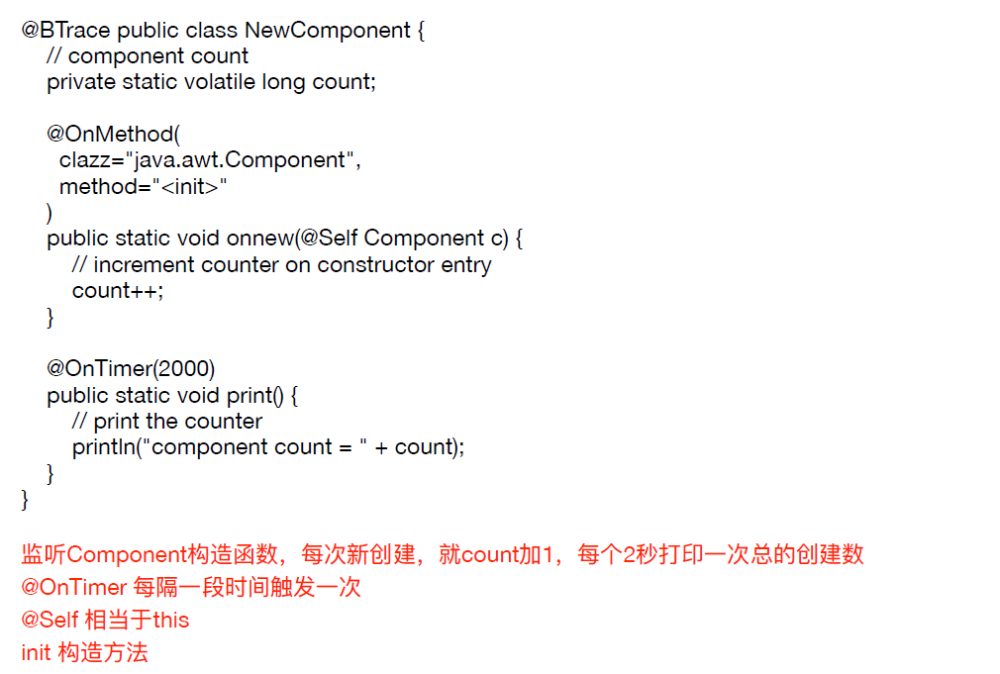 @BTrace public class NewComponent {
// component count
private static volatile long count;
@OnMethod(
clazz="java.awt.Component",
method="<init>"
)
public static void onnew(@Self Component c) {
// increment counter on constructor entry
count++;
}
@OnTimer(2000)
public static void print() {
// print the counter
println("component count = " + count);
}
}
监听Component构造函数，每次新创建，就count加1，每个2秒打印一次总的创建数
@OnTimer 每隔一段时间触发一次
@Self 相当于this
init 构造方法